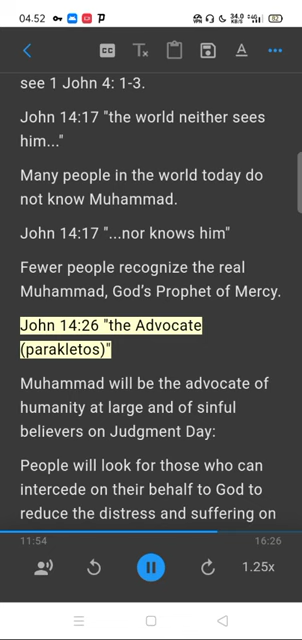 04.52
34.0
KB/S
82
CC
A
see 1 John 4: 1-3.
John 14:17 "the world neither sees
him..."
Many people in the world today do
not know Muhammad.
John 14:17 "...nor knows him"
Fewer people recognize the real
Muhammad, God's Prophet of Mercy.
John 14:26 "the Advocate
(parakletos)"
Muhammad will be the advocate of
humanity at large and of sinful
believers on Judgment Day:
People will look for those who can
intercede on their behalf to God to
reduce the distress and suffering on
11:54
16:26
1.25x